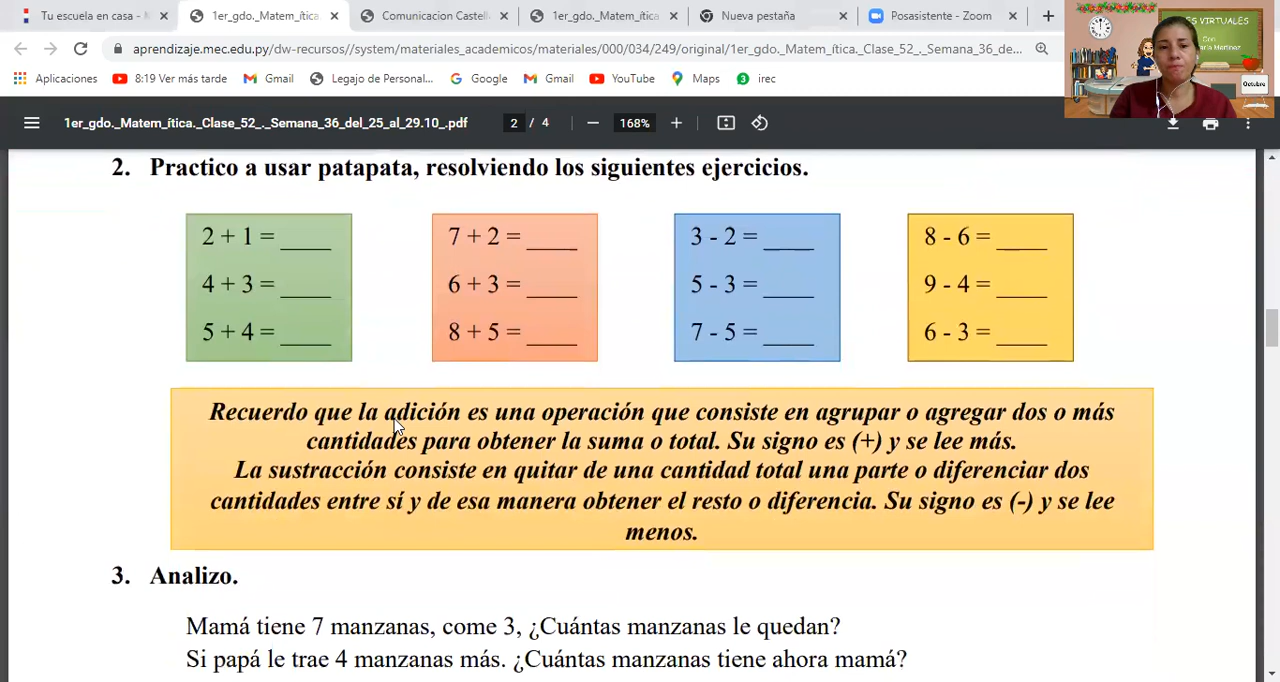 Tu escuela en casa -
1er_gdo._Matem_ítica.
Comunicacion Castell
1er_gdo._Matem_ítica
Nueva pestaña
Posasistente - Zoom
aprendizaje.mec.edu.py/dw-recursos//system/materiales_academicos/materiales/000/034/249/original/1er_gdo._Matem_ítica._Clase_52_._Semana_36_de...
Aplicaciones
8:19 Ver más tarde
Gmail
Legajo de Personal...
Google
Gmail
YouTube
Maps
irec
VIRTUALES
Con
Martínez
Octubre
1er_gdo._Matem_ítica._Clase_52_._Semana_36_del_25_al_29.10_.pdf
2 / 4
168%
2. Practico a usar patapata, resolviendo los siguientes ejercicios.
2 + 1 = ____
4 + 3 = ____
5 + 4 = ____
7 + 2 = ____
6 + 3 = ____
8 + 5 = ____
3 - 2 = ____
5 - 3 = ____
7 - 5 = ____
8 - 6 = ____
9 - 4 = ____
6 - 3 = ____
Recuerdo que la adición es una operación que consiste en agrupar o agregar dos o más
cantidades para obtener la suma o total. Su signo es (+) y se lee más.
La sustracción consiste en quitar de una cantidad total una parte o diferenciar dos
cantidades entre sí y de esa manera obtener el resto o diferencia. Su signo es (-) y se lee
menos.
3. Analizo.
Mamá tiene 7 manzanas, come 3, ¿Cuántas manzanas le quedan?
Si papá le trae 4 manzanas más. ¿Cuántas manzanas tiene ahora mamá?